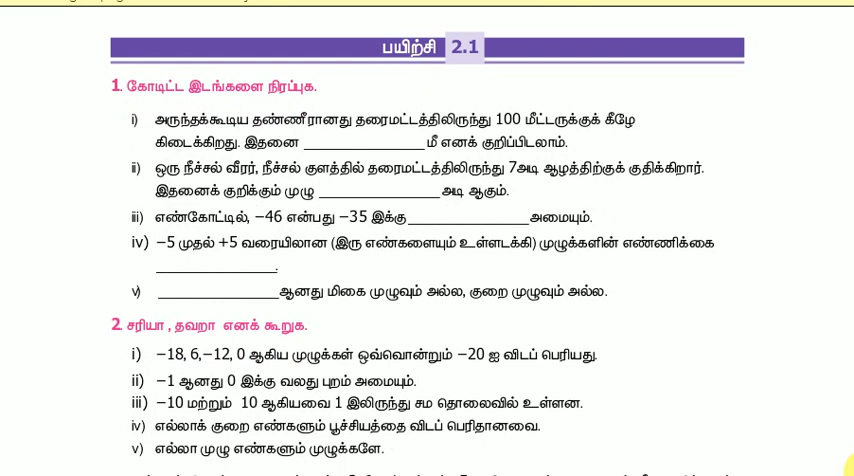 பயிற்சி 2.1
1. கோடிட்ட இடங்களை நிரப்புக.
i) அருந்தக்கூடிய தண்ணீரானது தரைமட்டத்திலிருந்து 100 மீட்டருக்குக் கீழே
கிடைக்கிறது. இதனை ______________ மீ எனக் குறிப்பிடலாம்.
ii) ஒரு நீச்சல் வீரர், நீச்சல் குளத்தில் தரைமட்டத்திலிருந்து 7அடி ஆழத்திற்குக் குதிக்கிறார்.
இதனைக் குறிக்கும் முழு ______________ அடி ஆகும்.
iii) எண்கோட்டில், −46 என்பது −35 இக்கு______________ அமையும்.
iv) −5 முதல் +5 வரையிலான (இரு எண்களையும் உள்ளடக்கி) முழுக்களின் எண்ணிக்கை
______________.
v) ______________ஆனது மிகை முழுவும் அல்ல, குறை முழுவும் அல்ல.
2. சரியா , தவறா எனக் கூறுக.
i) −18, 6,−12, 0 ஆகிய முழுக்கள் ஒவ்வொன்றும் −20 ஐ விடப் பெரியது.
ii) −1 ஆனது 0 இக்கு வலது புறம் அமையும்.
iii) −10 மற்றும் 10 ஆகியவை 1 இலிருந்து சம தொலைவில் உள்ளன.
iv) எல்லாக் குறை எண்களும் பூச்சியத்தை விடப் பெரிதானவை.
v) எல்லா முழு எண்களும் முழுக்களே.